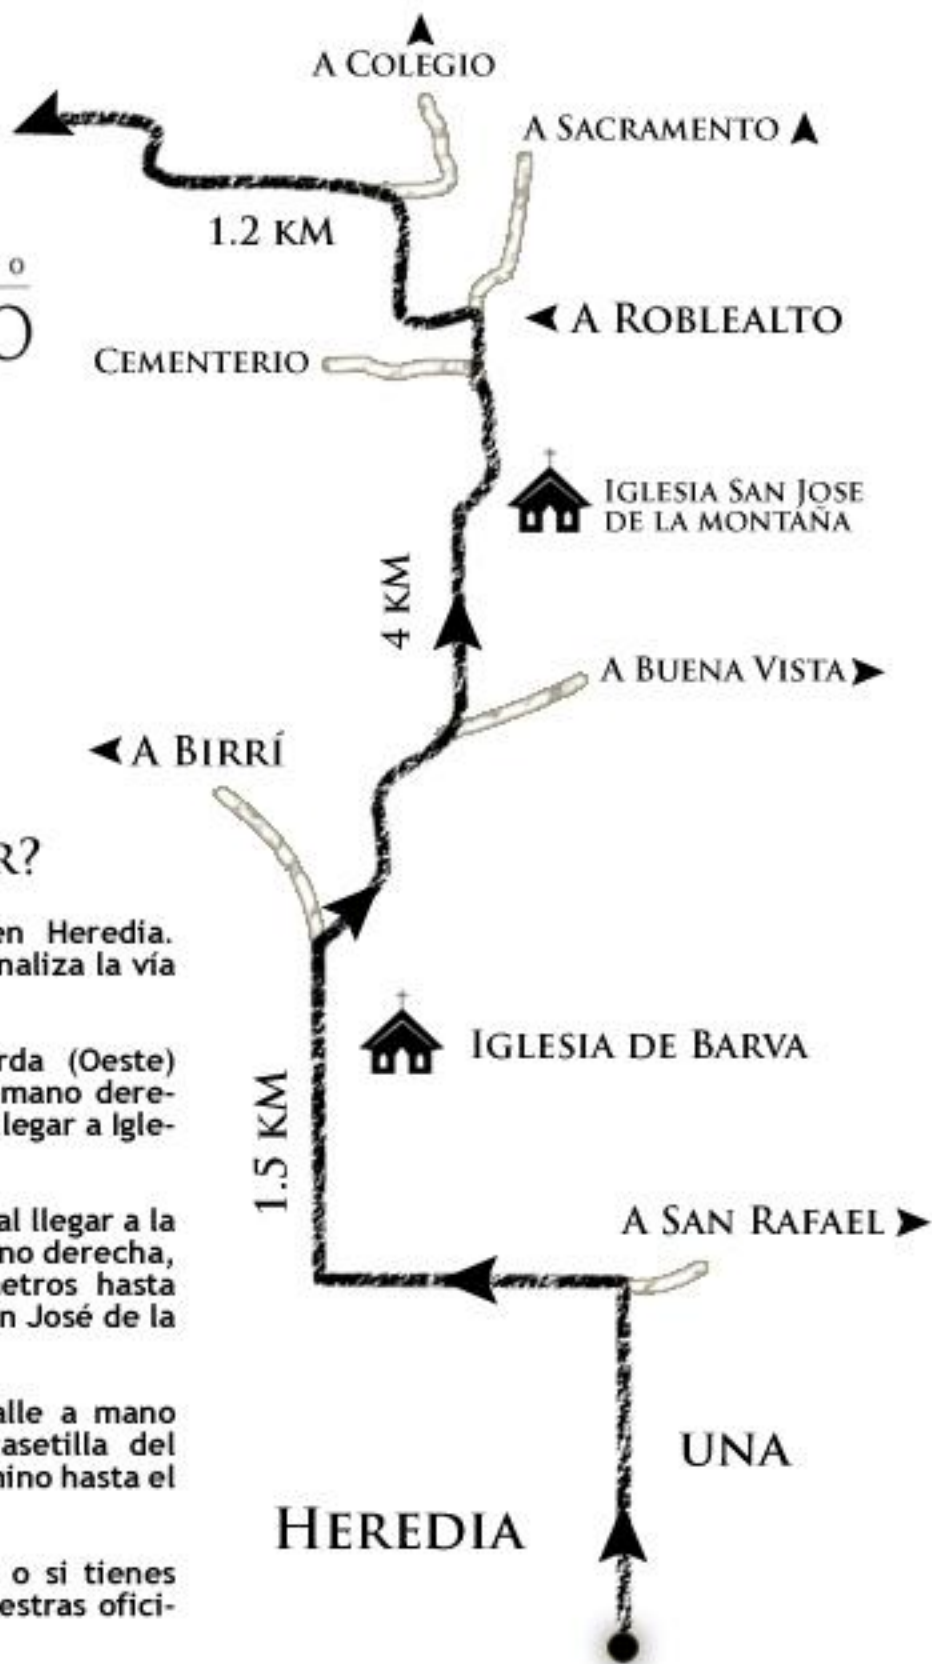 A COLEGIO
A SACRAMENTO
1.2 KM
A ROBLEALTO
CEMENTERIO
IGLESIA SAN JOSE
DE LA MONTAÑA
4 KM
A BUENA VISTA
A BIRRÍ
R?
en Heredia.
naliza la vía
IGLESIA DE BARVA
rda (Oeste)
mano dere-
legar a Igle-
1.5 KM
al llegar a la
no derecha,
etros hasta
n José de la
A SAN RAFAEL
alle a mano
asetilla del
nino hasta el
UNA
HEREDIA
o si tienes
estras ofici-